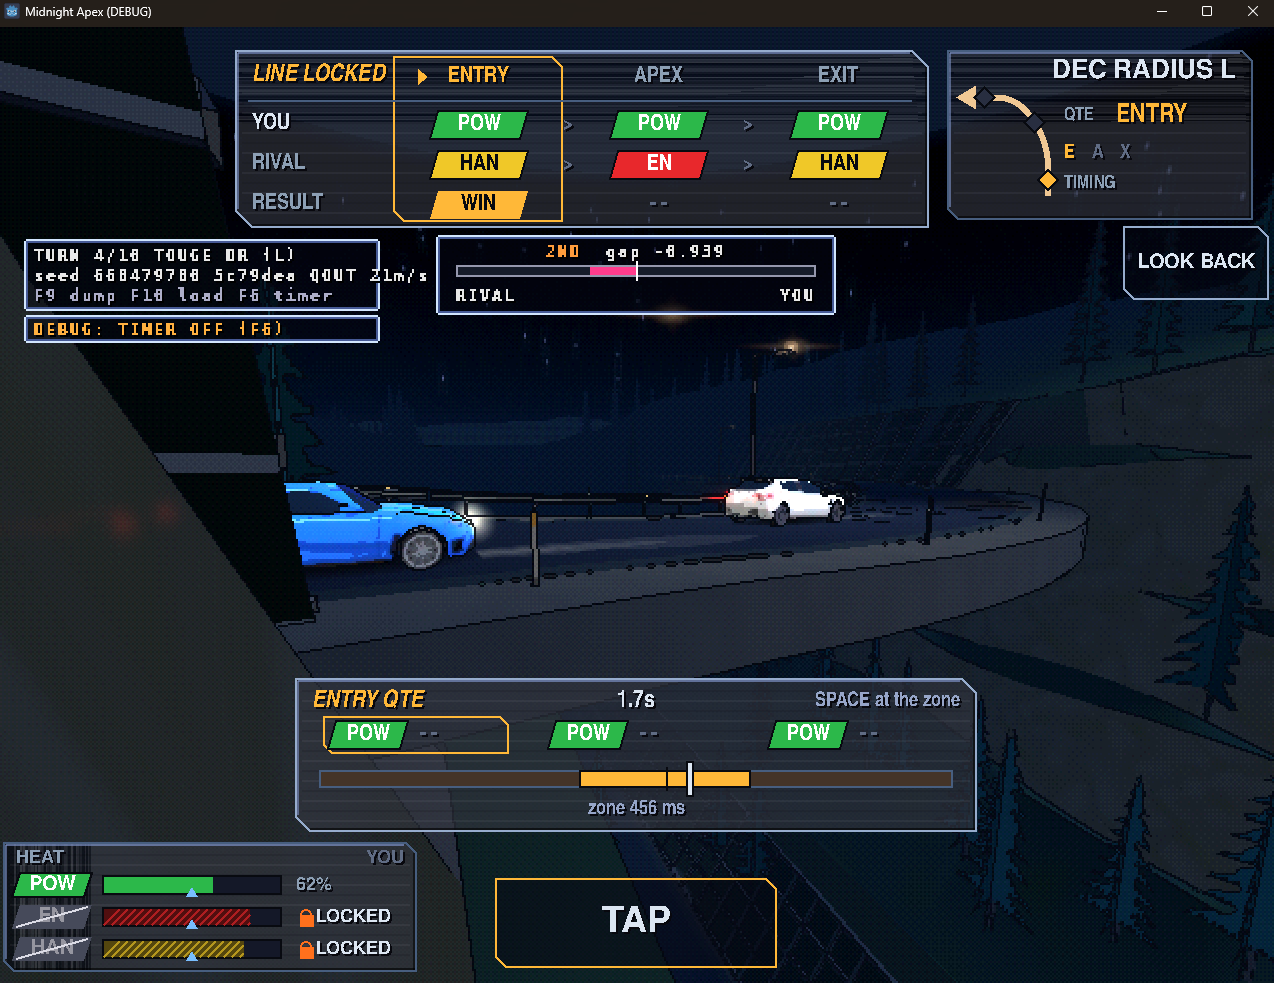 Midnight Apex (DEBUG)
LINE LOCKED ENTRY APEX EXIT
YOU POW > POW > POW
RIVAL HAN > EN > HAN
RESULT WIN -- --
DEC RADIUS L
QTE ENTRY
E A X
TIMING
TURN 4/10 TOUGE DR (L)
seed 668479780 5c79dea QOUT 21m/s
F9 dump F10 load F6 timer
DEBUG: TIMER OFF (F6)
2ND gap -0.939
RIVAL YOU
LOOK BACK
ENTRY QTE 1.7s SPACE at the zone
POW -- POW -- POW --
zone 456 ms
HEAT YOU
POW 62%
EN LOCKED
HAN LOCKED
TAP